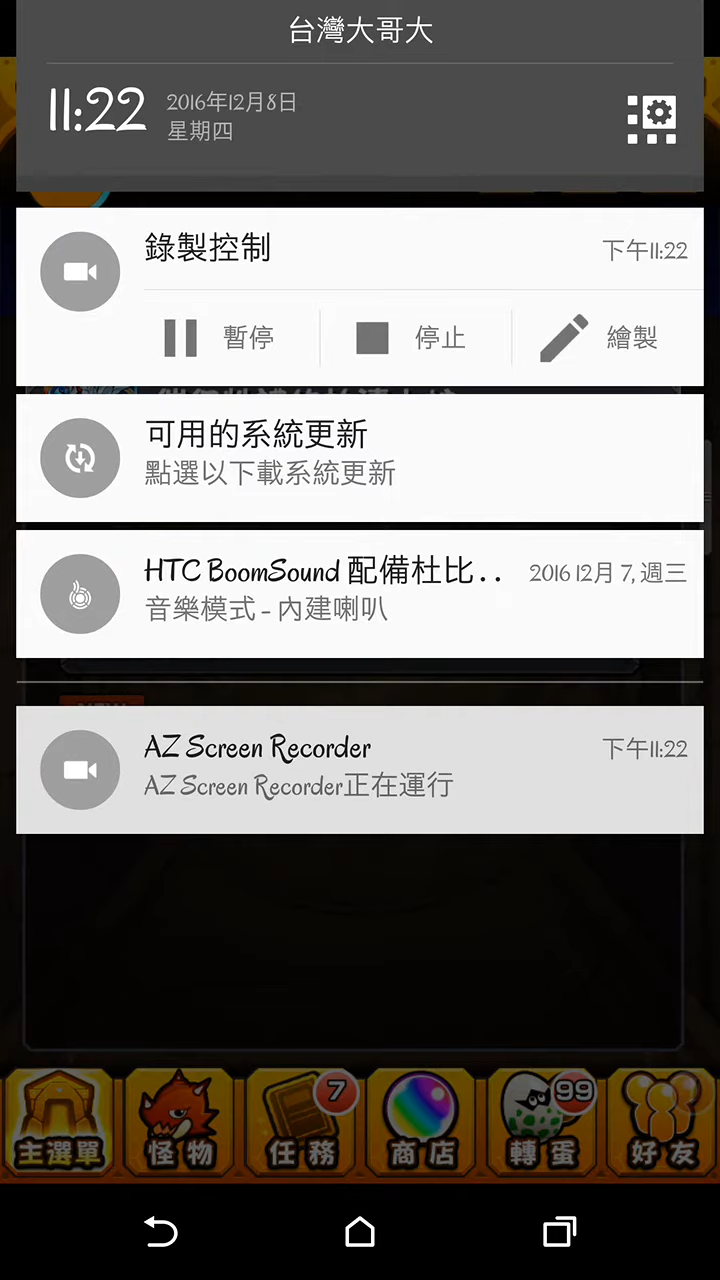 台灣大哥大
11:22
2016年12月8日
星期四
錄製控制
下午11:22
暫停
停止
繪製
可用的系統更新
點選以下載系統更新
HTC BoomSound 配備杜比..
2016 12月 7, 週三
音樂模式 - 內建喇叭
AZ Screen Recorder
下午11:22
AZ Screen Recorder正在運行
7
99
主選單
怪物
任務
商店
轉蛋
好友